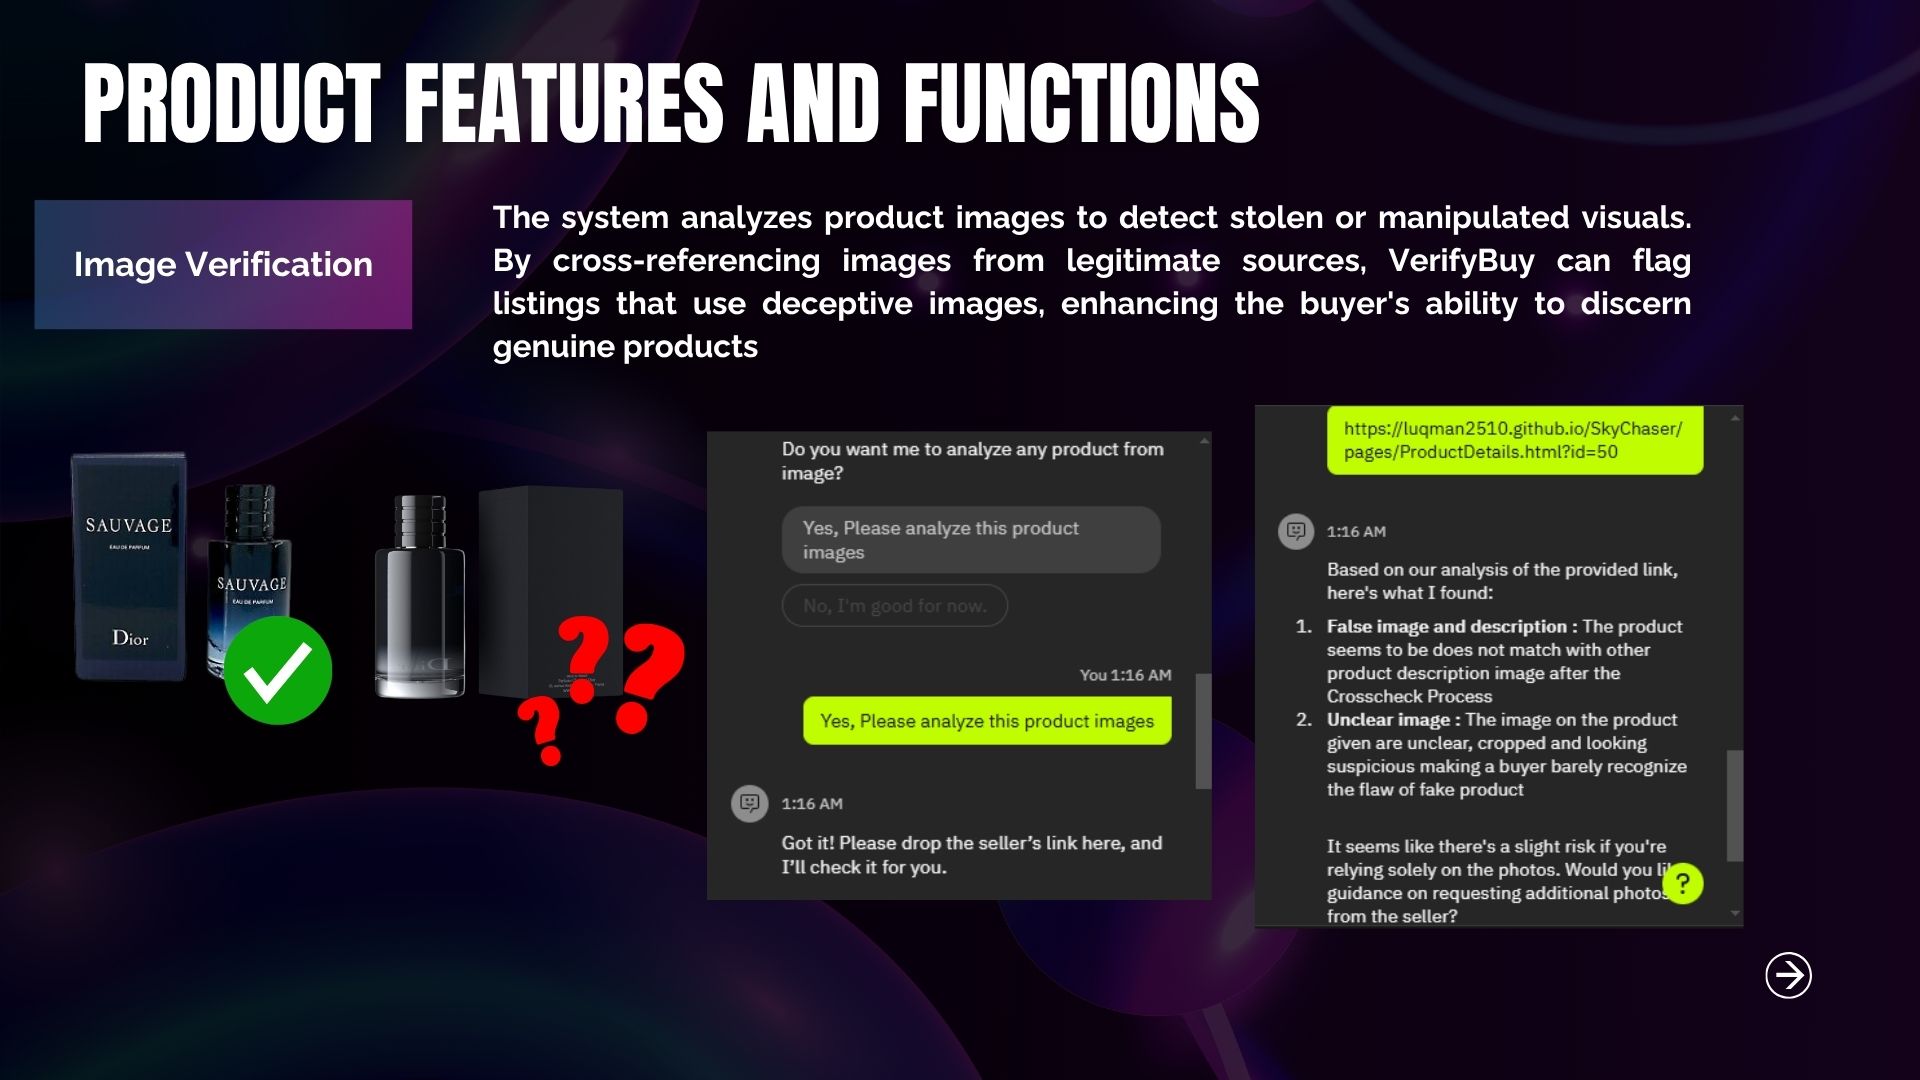 PRODUCT FEATURES AND FUNCTIONS
Image Verification
The system analyzes product images to detect stolen or manipulated visuals.
By cross-referencing images from legitimate sources, VerifyBuy can flag
listings that use deceptive images, enhancing the buyer's ability to discern
genuine products
SAUVAGE
EAU DE PARFUM
Dior
SAUVAGE
EAU DE PARFUM
???
Do you want me to analyze any product from
image?
Yes, Please analyze this product
images
No, I'm good for now.
You 1:16 AM
Yes, Please analyze this product images
1:16 AM
Got it! Please drop the seller’s link here, and
I’ll check it for you.
https://luqman2510.github.io/SkyChaser/
pages/ProductDetails.html?id=50
1:16 AM
Based on our analysis of the provided link,
here's what I found:
1. False image and description : The product
seems to be does not match with other
product description image after the
Crosscheck Process
2. Unclear image : The image on the product
given are unclear, cropped and looking
suspicious making a buyer barely recognize
the flaw of fake product
It seems like there's a slight risk if you're
relying solely on the photos. Would you
guidance on requesting additional photos
from the seller?
?